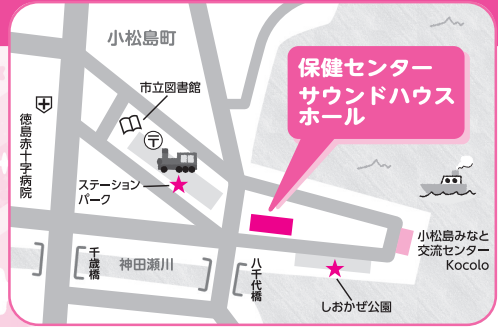 小松島町
保健センター
サウンドハウス
ホール
市立図書館
徳島赤十字病院
ステーション
パーク
小松島みなと
交流センター
Kocolo
千歳橋
神田瀬川
八千代橋
しおかぜ公園